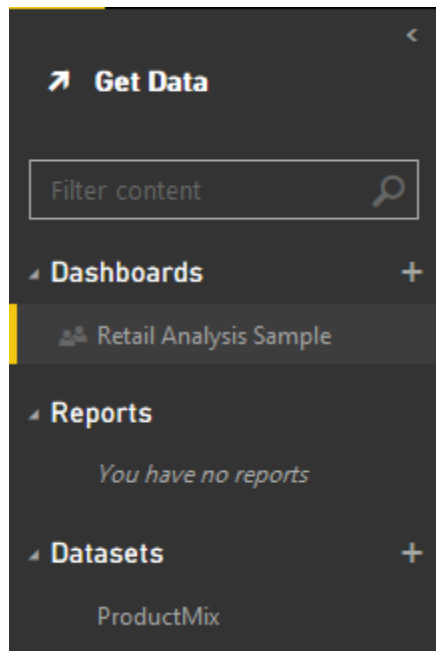 Get Data
Filter content
Dashboards
Retail Analysis Sample
Reports
You have no reports
Datasets
ProductMix